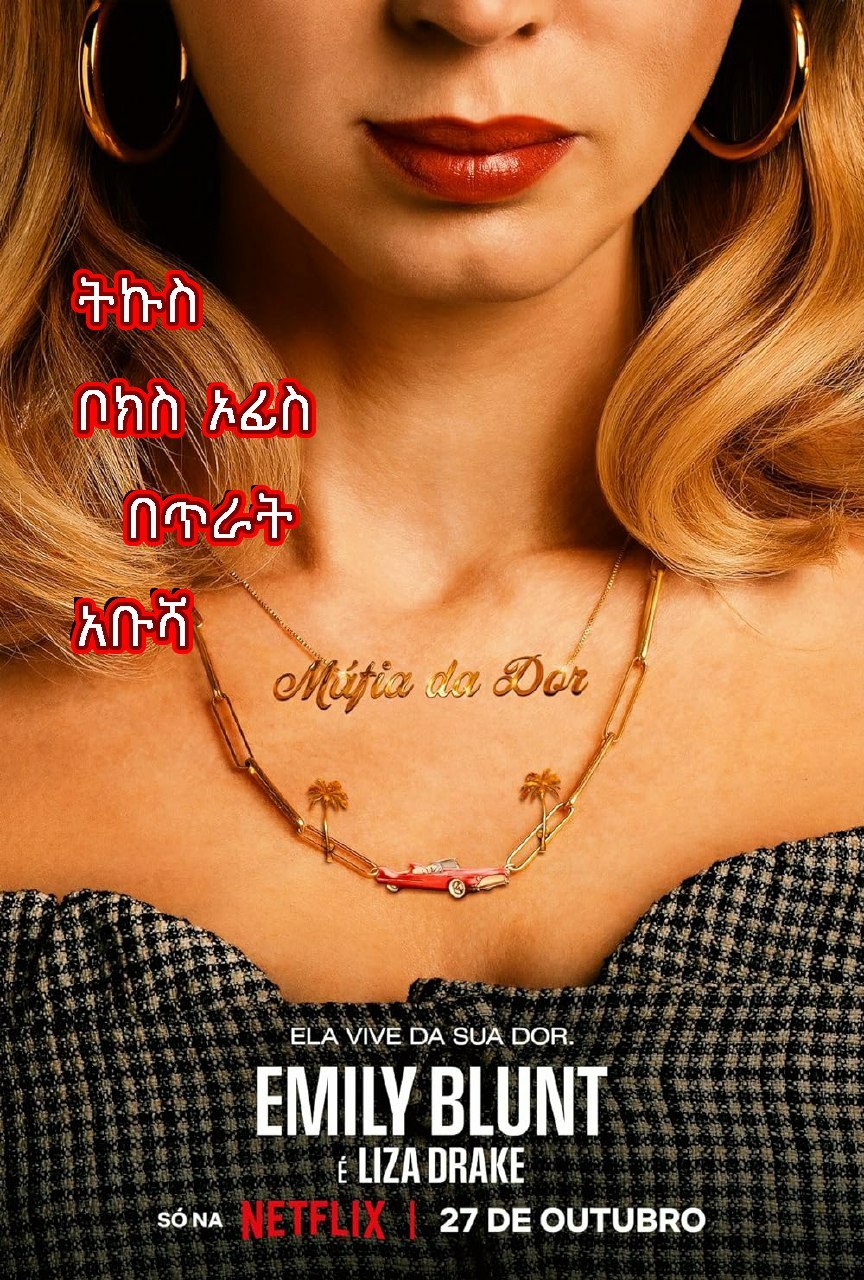 ትኩስ
ቦክስ ኦፊስ
በጥራት
አቡሻ
Máfia da Dor
ELA VIVE DA SUA DOR.
EMILY BLUNT
É LIZA DRAKE
SÓ NA NETFLIX | 27 DE OUTUBRO